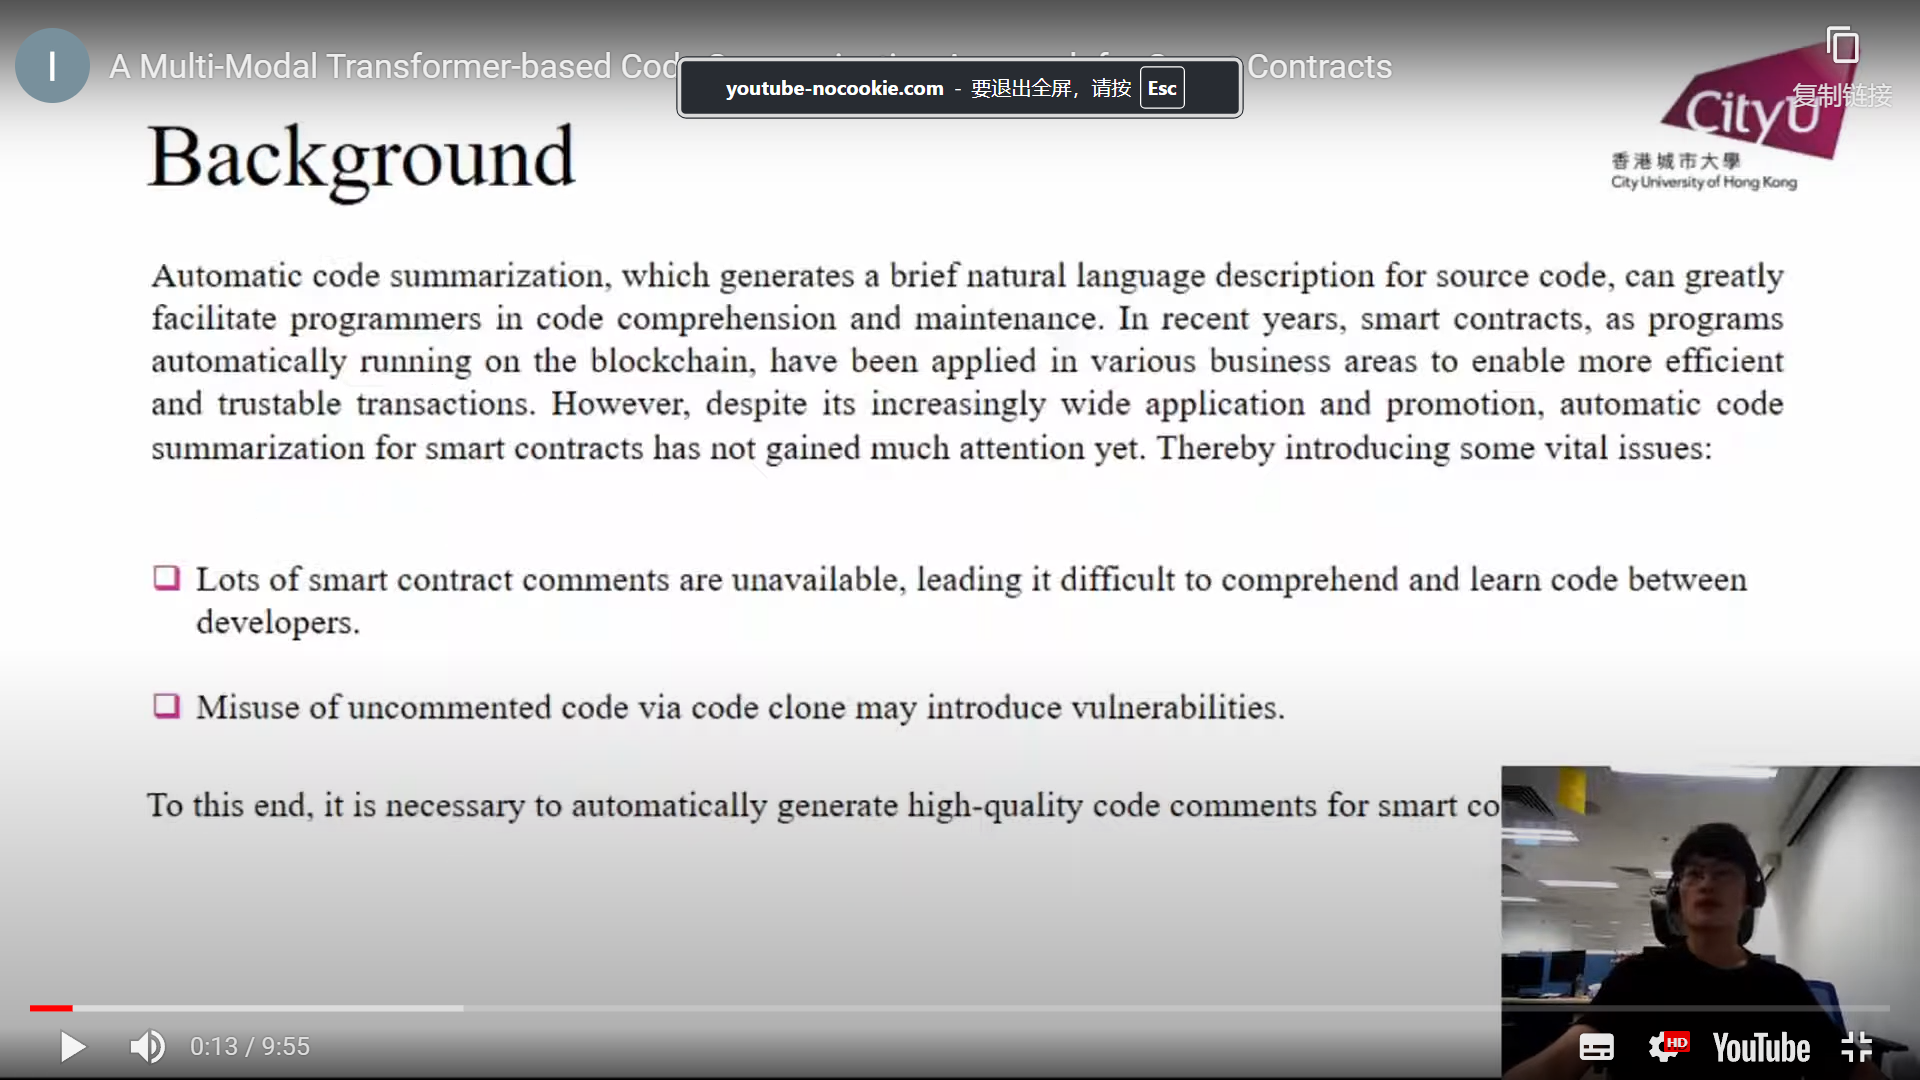 I
A Multi-Modal Transformer-based Contracts
youtube-nocookie.com - 要退出全屏，请按 Esc
复制链接
CityU
香港城市大學
City University of Hong Kong
Background
Automatic code summarization, which generates a brief natural language description for source code, can greatly
facilitate programmers in code comprehension and maintenance. In recent years, smart contracts, as programs
automatically running on the blockchain, have been applied in various business areas to enable more efficient
and trustable transactions. However, despite its increasingly wide application and promotion, automatic code
summarization for smart contracts has not gained much attention yet. Thereby introducing some vital issues:
Lots of smart contract comments are unavailable, leading it difficult to comprehend and learn code between
developers.
Misuse of uncommented code via code clone may introduce vulnerabilities.
To this end, it is necessary to automatically generate high-quality code comments for smart co
0:13 / 9:55
HD
YouTube